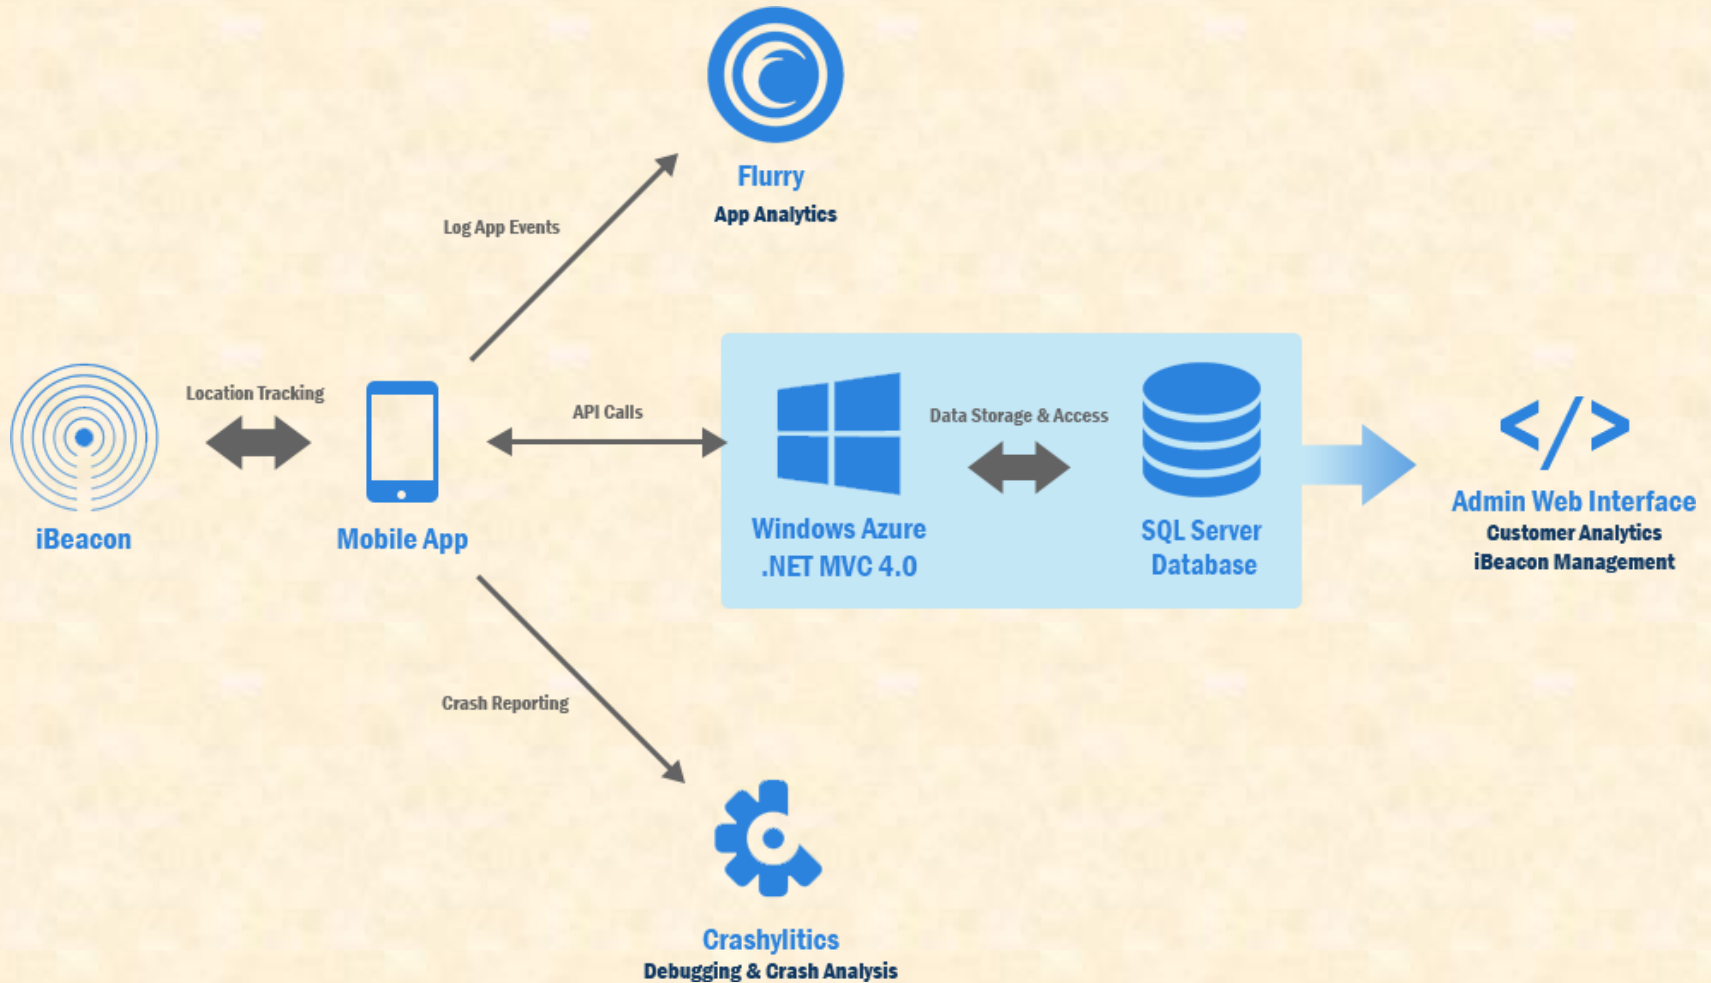 Flurry
App Analytics
Log App Events
Location Tracking
API Calls
Data Storage & Access
iBeacon
Mobile App
Windows Azure
.NET MVC 4.0
SQL Server
Database
Admin Web Interface
Customer Analytics
iBeacon Management
Crash Reporting
Crashylitics
Debugging & Crash Analysis